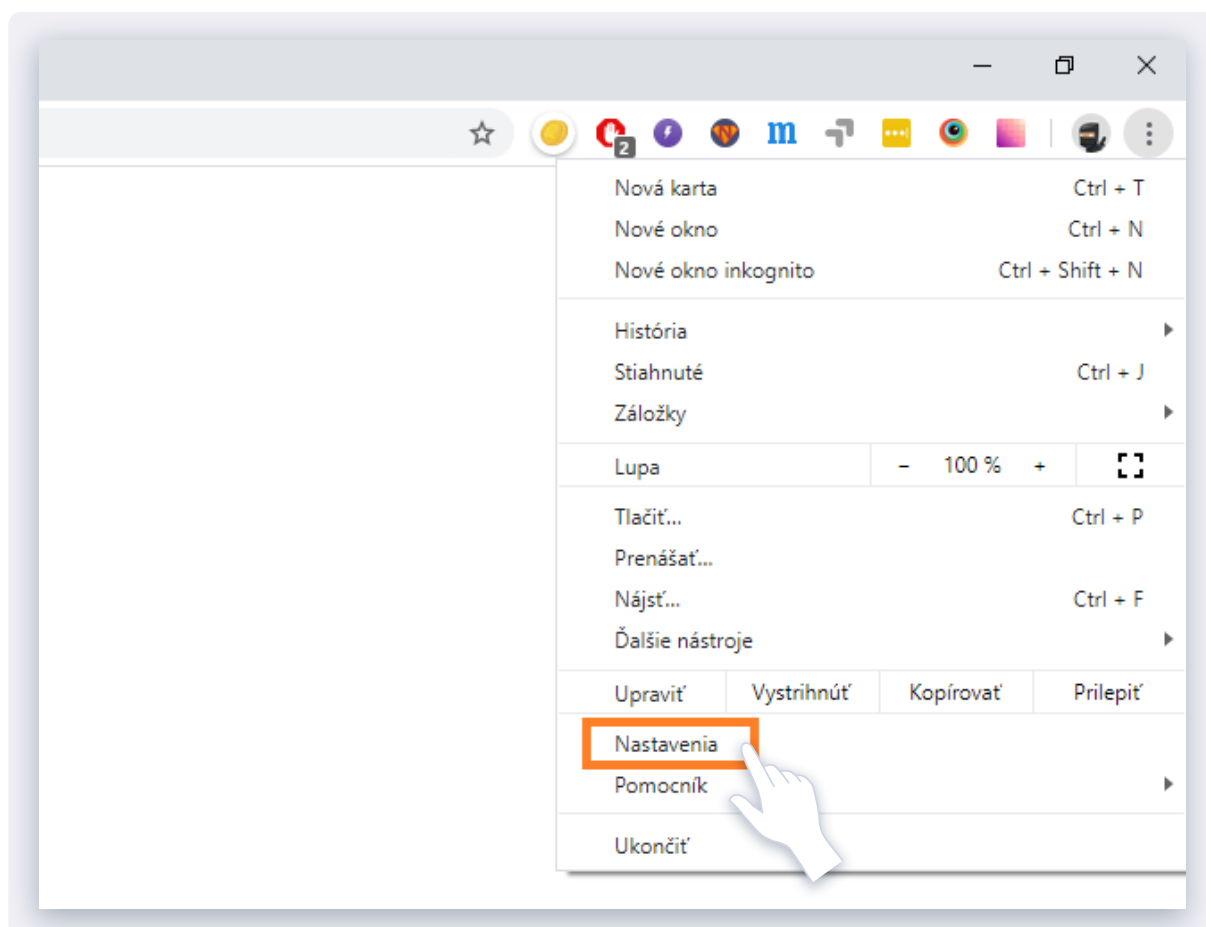 2 m
Nová karta Ctrl + T
Nové okno Ctrl + N
Nové okno inkognito Ctrl + Shift + N
História
Stiahnuté Ctrl + J
Záložky
Lupa - 100 % +
Tlačiť... Ctrl + P
Prenášať...
Nájsť... Ctrl + F
Ďalšie nástroje
Upraviť Vystrihnúť Kopírovať Prilepiť
Nastavenia
Pomocník
Ukončiť